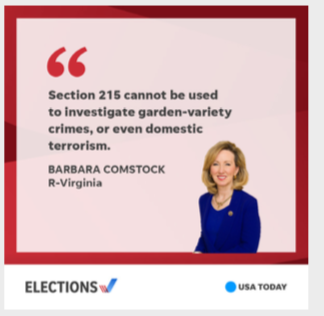 Section 215 cannot be used
to investigate garden-variety
crimes, or even domestic
terrorism.
BARBARA COMSTOCK
R-Virginia
ELECTIONS
USA TODAY